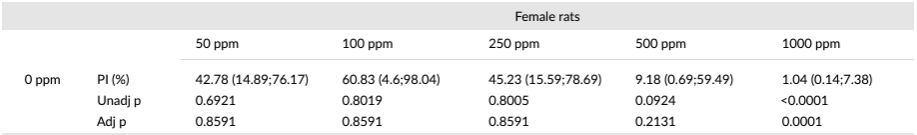 Female rats
50 ppm 100 ppm 250 ppm 500 ppm 1000 ppm
0 ppm PI (%) 42.78 (14.89;76.17) 60.83 (4.6;98.04) 45.23 (15.59;78.69) 9.18 (0.69;59.49) 1.04 (0.14;7.38)
Unadj p 0.6921 0.8019 0.8005 0.0924 <0.0001
Adj p 0.8591 0.8591 0.8591 0.2131 0.0001